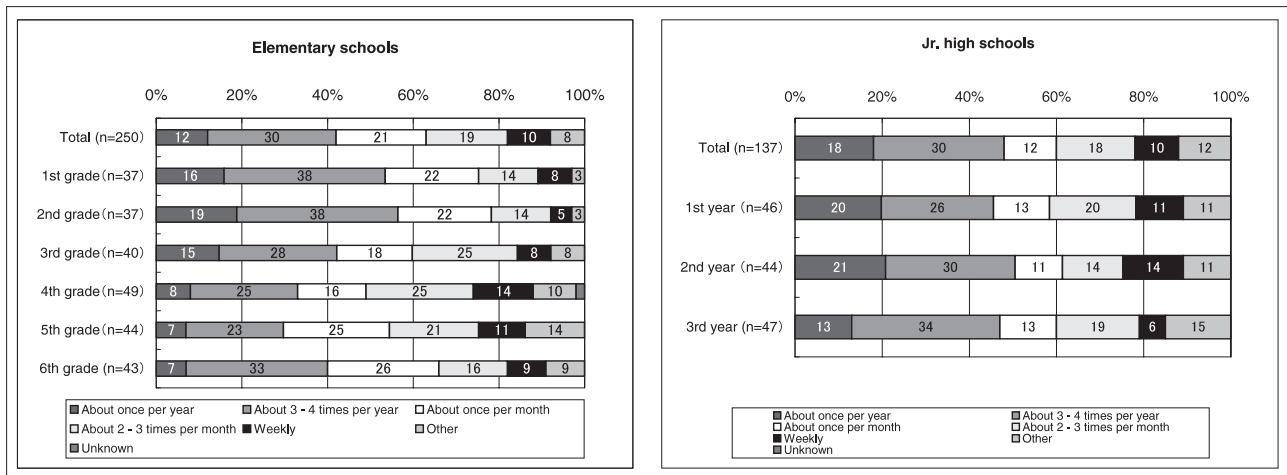 Elementary schools
0% 20% 40% 60% 80% 100%
Total (n=250) 12 30 21 19 10 8
1st grade (n=37) 16 38 22 14 8 3
2nd grade (n=37) 19 38 22 14 5 3
3rd grade (n=40) 15 28 18 25 8 8
4th grade (n=49) 8 25 16 25 14 10
5th grade (n=44) 7 23 25 21 11 14
6th grade (n=43) 7 33 26 16 9 9
About once per year About 3 - 4 times per year About once per month
About 2 - 3 times per month Weekly Other
Unknown
Jr. high schools
0% 20% 40% 60% 80% 100%
Total (n=137) 18 30 12 18 10 12
1st year (n=46) 20 26 13 20 11 11
2nd year (n=44) 21 30 11 14 14 11
3rd year (n=47) 13 34 13 19 6 15
About once per year About 3 - 4 times per year
About once per month About 2 - 3 times per month
Weekly Other
Unknown